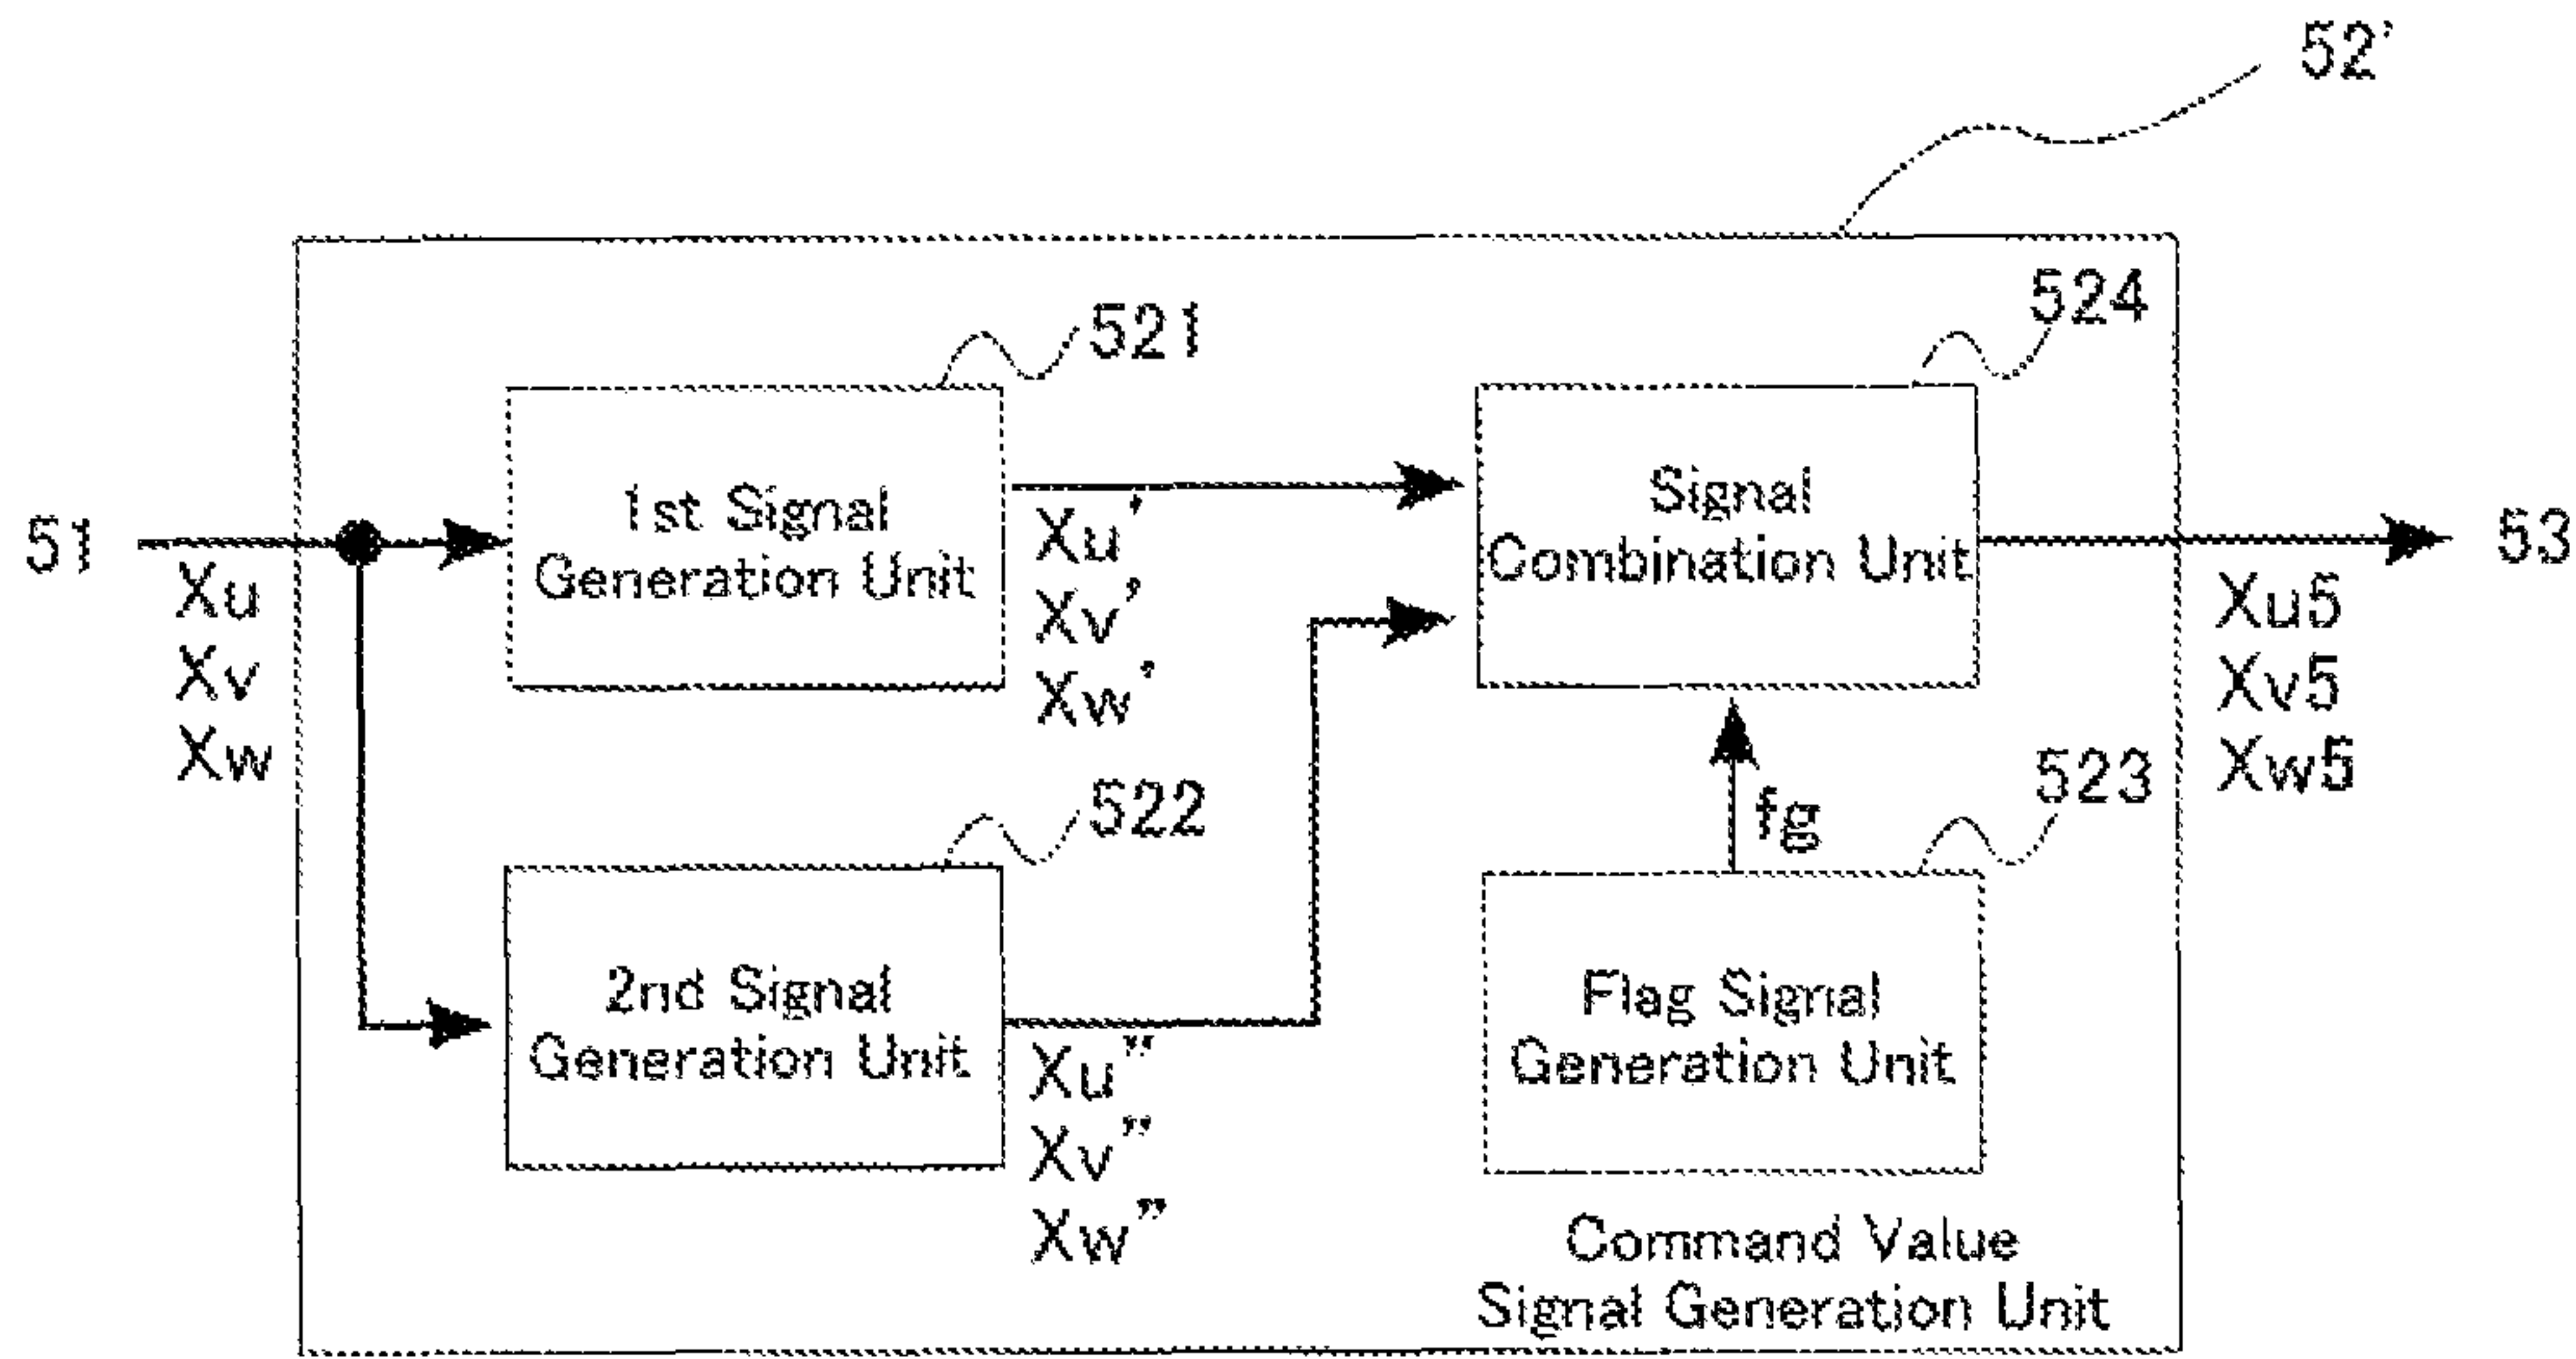 52'
524
521
1st Signal
Generation Unit
Signal
Combination Unit
51
53
Xu
Xv
Xw
Xu'
Xv'
Xw'
Xu5
Xv5
Xw5
523
fg
522
2nd Signal
Generation Unit
Flag Signal
Generation Unit
Xu"
Xv"
Xw"
Command Value
Signal Generation Unit